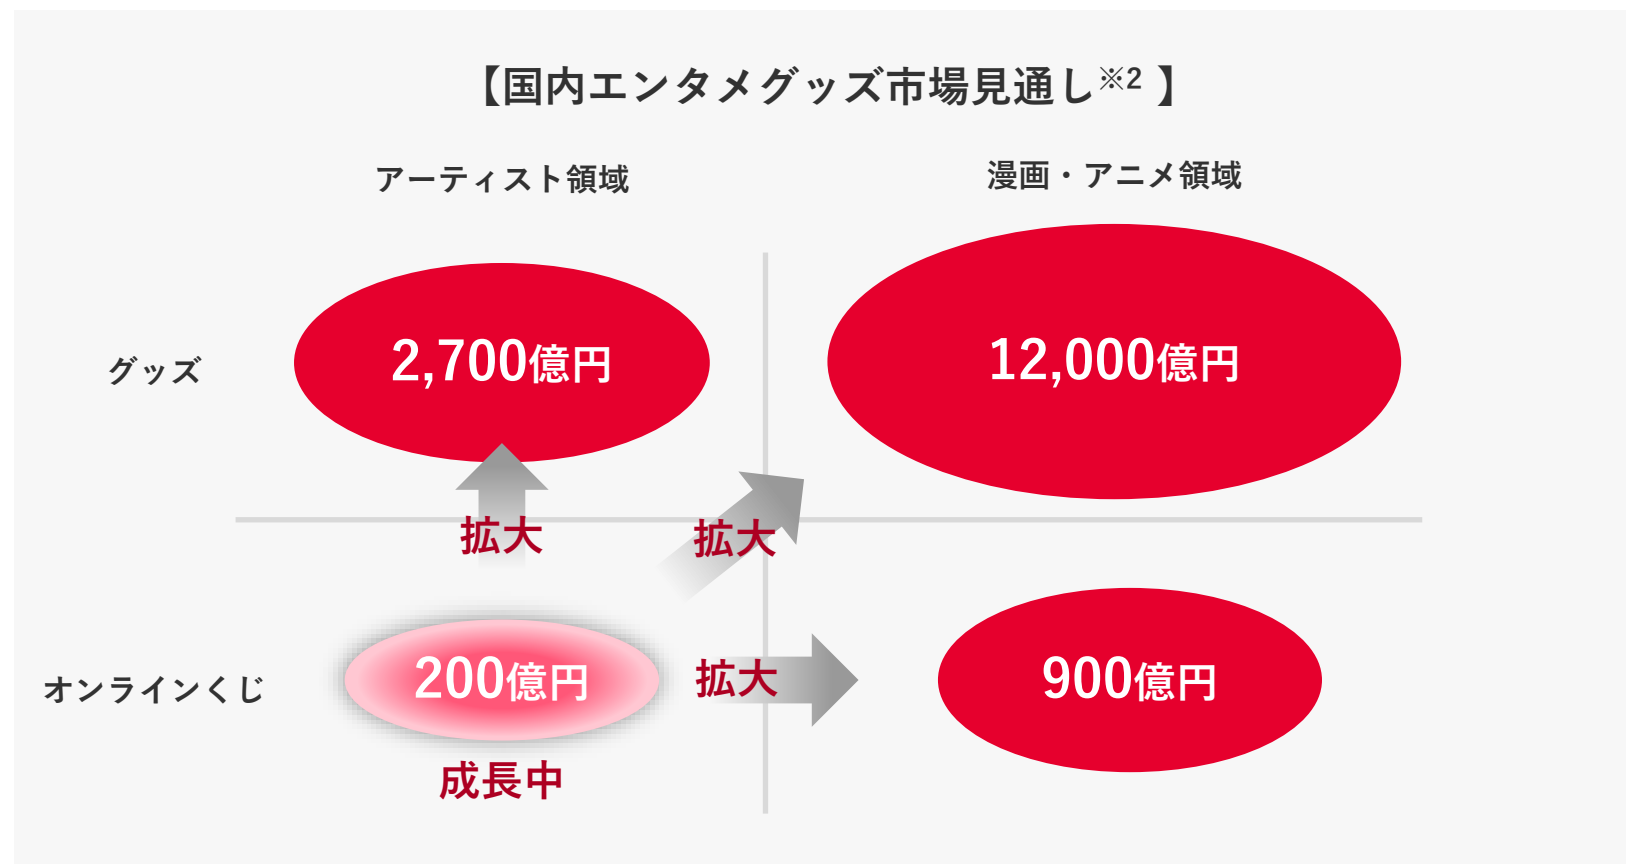 【国内エンタメグッズ市場見通し※2 】
アーティスト領域
漫画・アニメ領域
グッズ
2,700億円
12,000億円
拡大
拡大
オンラインくじ
200億円
拡大
900億円
成長中